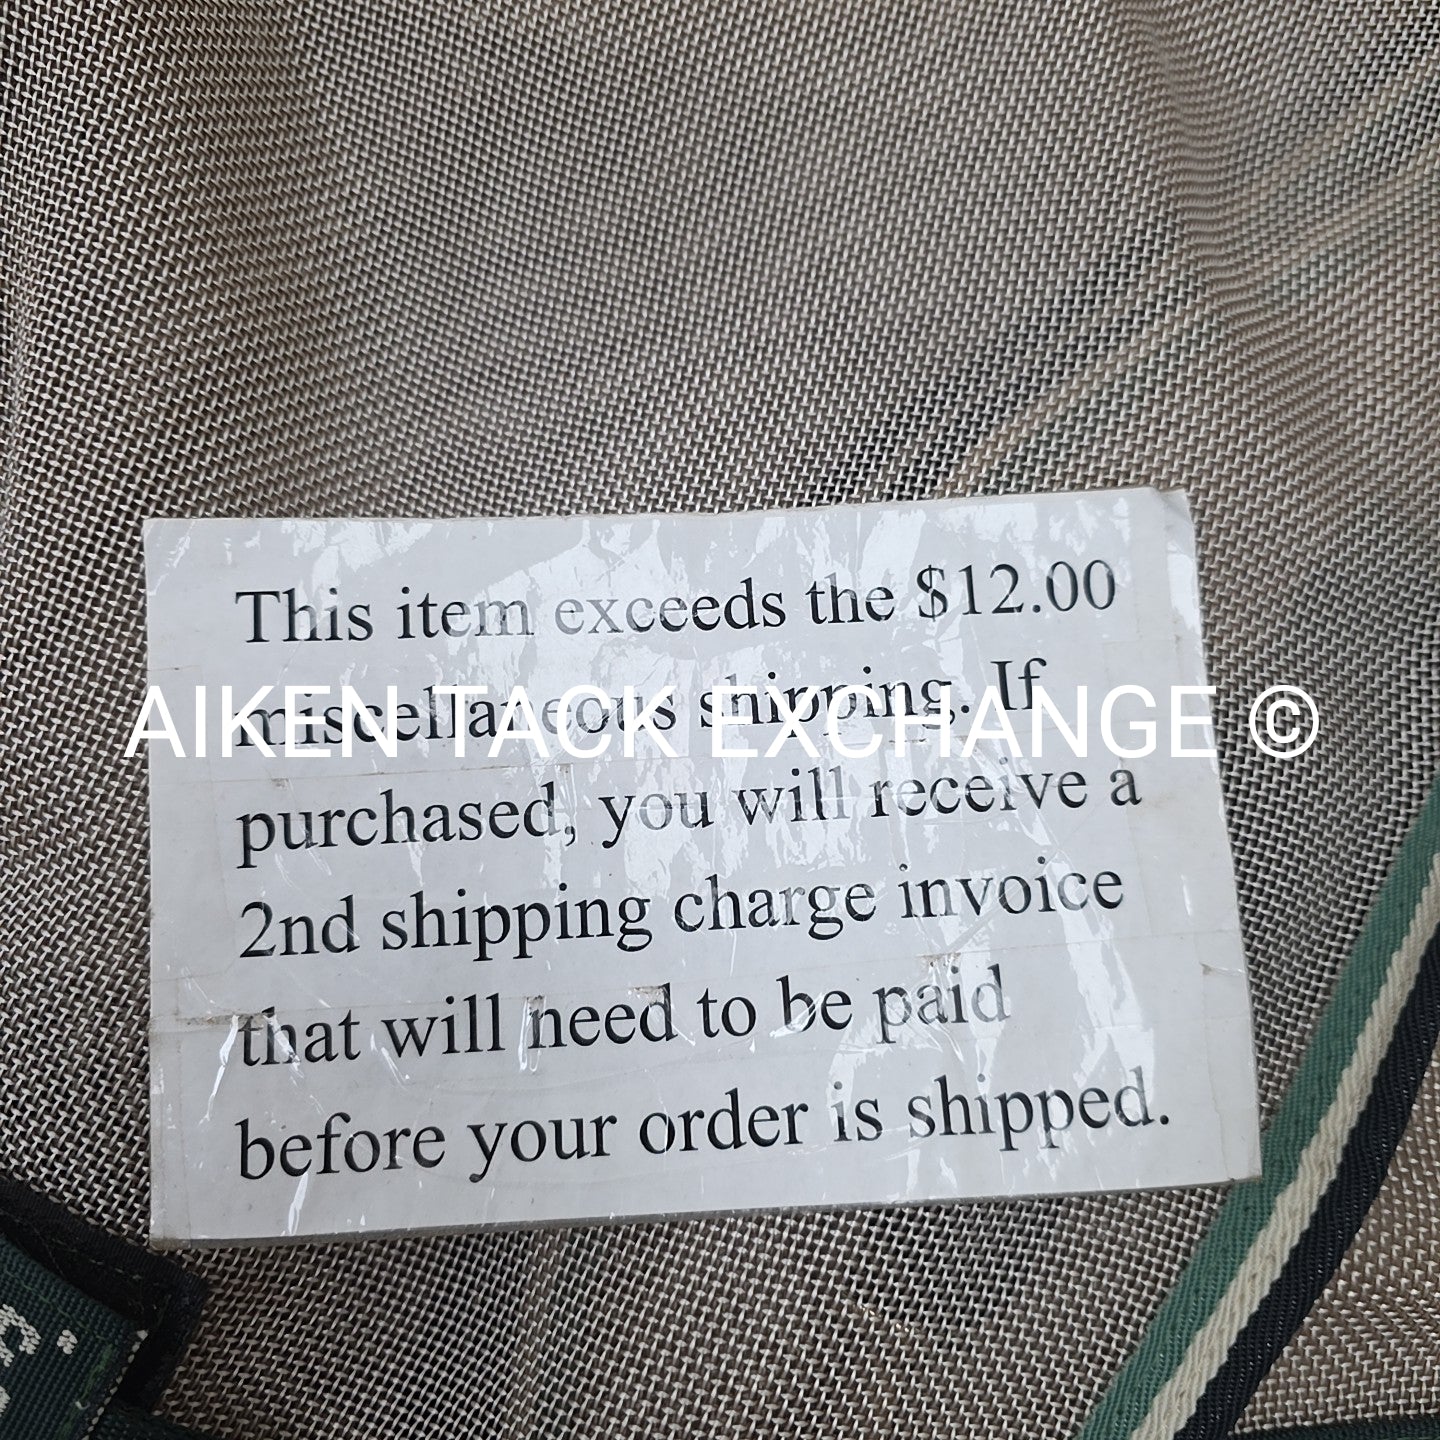 This item exceeds the $12.00
miscellaneous shipping. If
AIKEN TACK EXCHANGE ©
purchased, you will receive a
2nd shipping charge invoice
that will need to be paid
before your order is shipped.